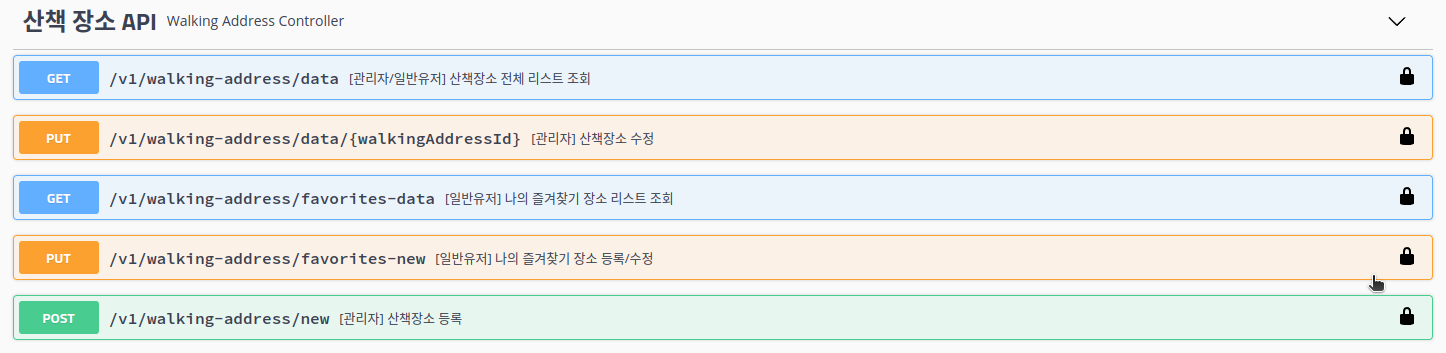 산책 장소 API Walking Address Controller
GET /v1/walking-address/data [관리자/일반유저] 산책장소 전체 리스트 조회
PUT /v1/walking-address/data/{walkingAddressId} [관리자] 산책장소 수정
GET /v1/walking-address/favorites-data [일반유저] 나의 즐겨찾기 장소 리스트 조회
PUT /v1/walking-address/favorites-new [일반유저] 나의 즐겨찾기 장소 등록/수정
POST /v1/walking-address/new [관리자] 산책장소 등록